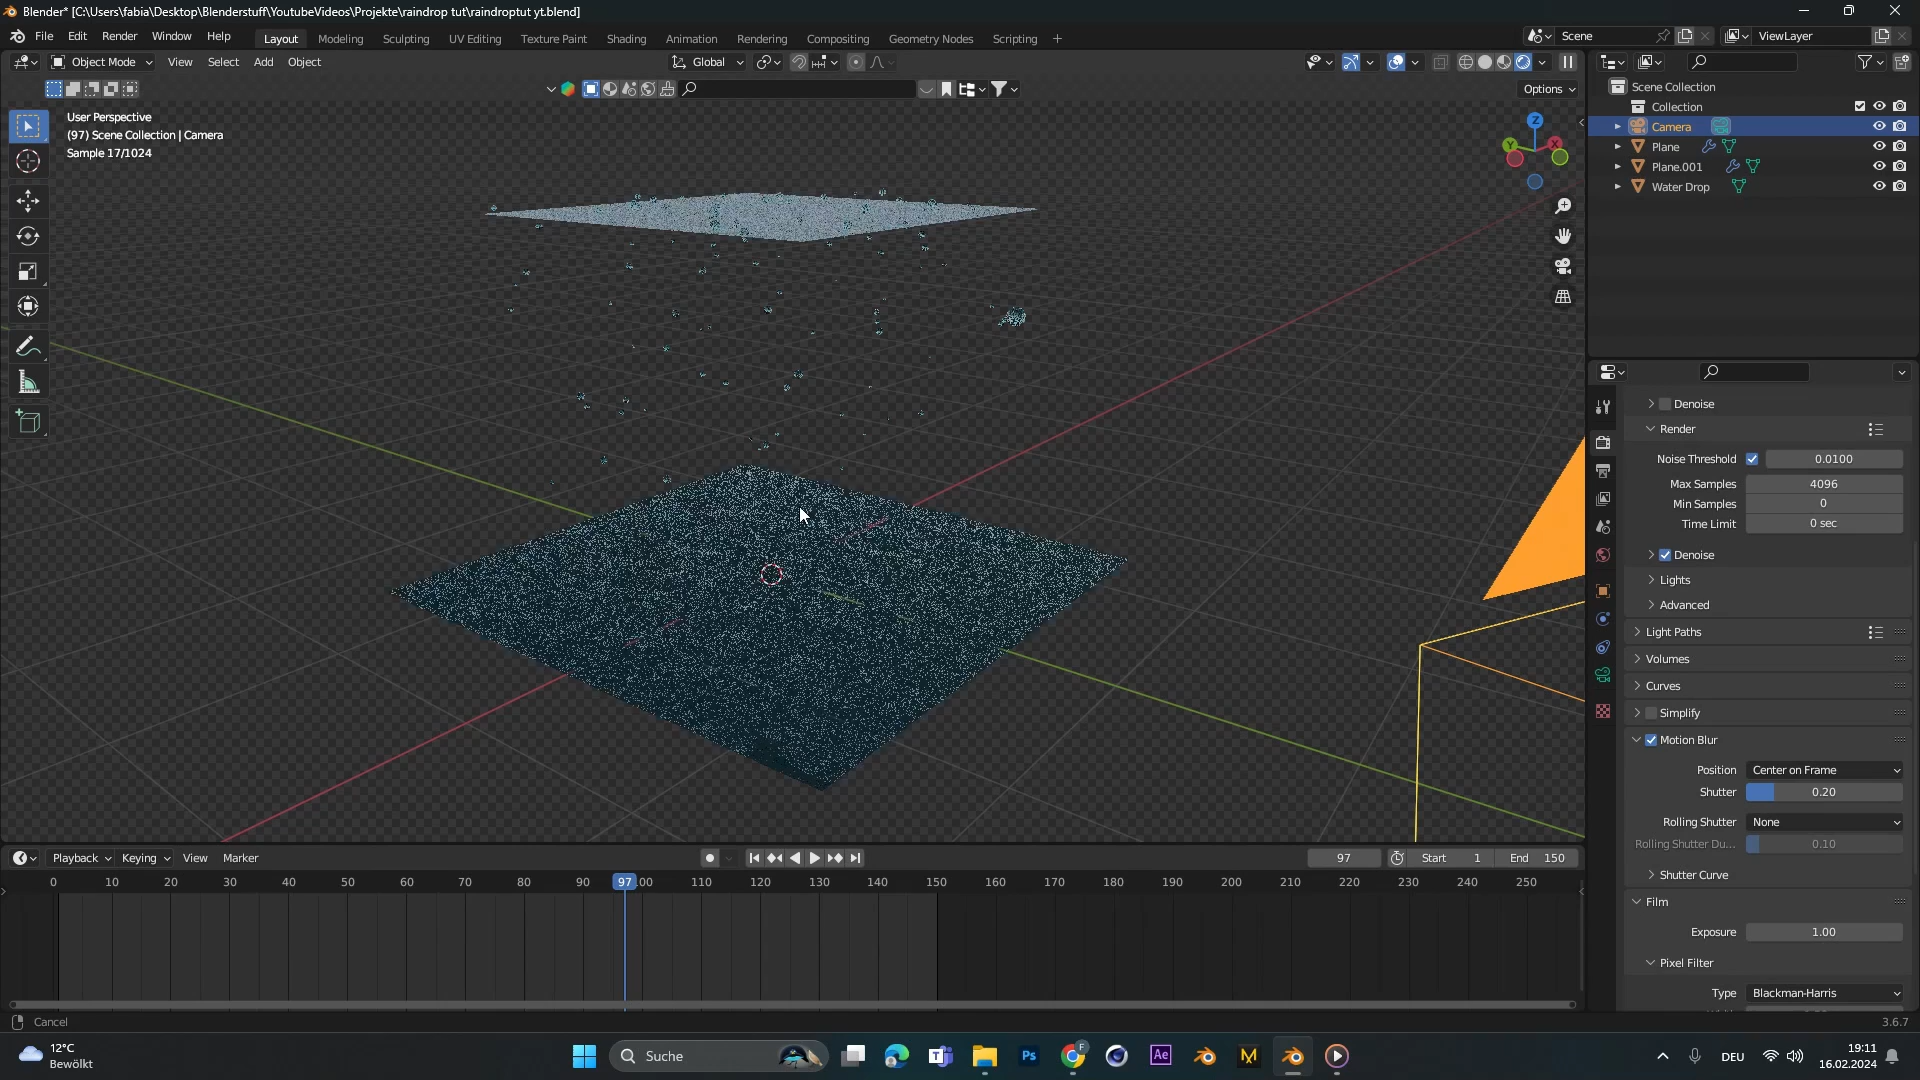 Blender* [C:\Users\fabia\Desktop\Blenderstuff\YoutubeVideos\Projekte\raindrop tut\raindroptut yt.blend]
File Edit Render Window Help Layout Modeling Sculpting UV Editing Texture Paint Shading Animation Rendering Compositing Geometry Nodes Scripting + Scene ViewLayer
Object Mode View Select Add Object Global
Options
User Perspective
(97) Scene Collection | Camera
Sample 17/1024
Z
Y
X
Scene Collection
Collection
Camera
Plane
Plane.001
Water Drop
Denoise
Render
Noise Threshold 0.0100
Max Samples 4096
Min Samples 0
Time Limit 0 sec
Denoise
Lights
Advanced
Light Paths
Volumes
Curves
Simplify
Motion Blur
Position Center on Frame
Shutter 0.20
Rolling Shutter None
Rolling Shutter Du... 0.10
Shutter Curve
Film
Exposure 1.00
Pixel Filter
Type Blackman-Harris
Playback Keying View Marker 97 Start 1 End 150
0 10 20 30 40 50 60 70 80 90 97 00 110 120 130 140 150 160 170 180 190 200 210 220 230 240 250
Cancel 3.6.7
12°C
Bewölkt
Suche
Ps
F
Ae
M
DEU
19:11
16.02.2024